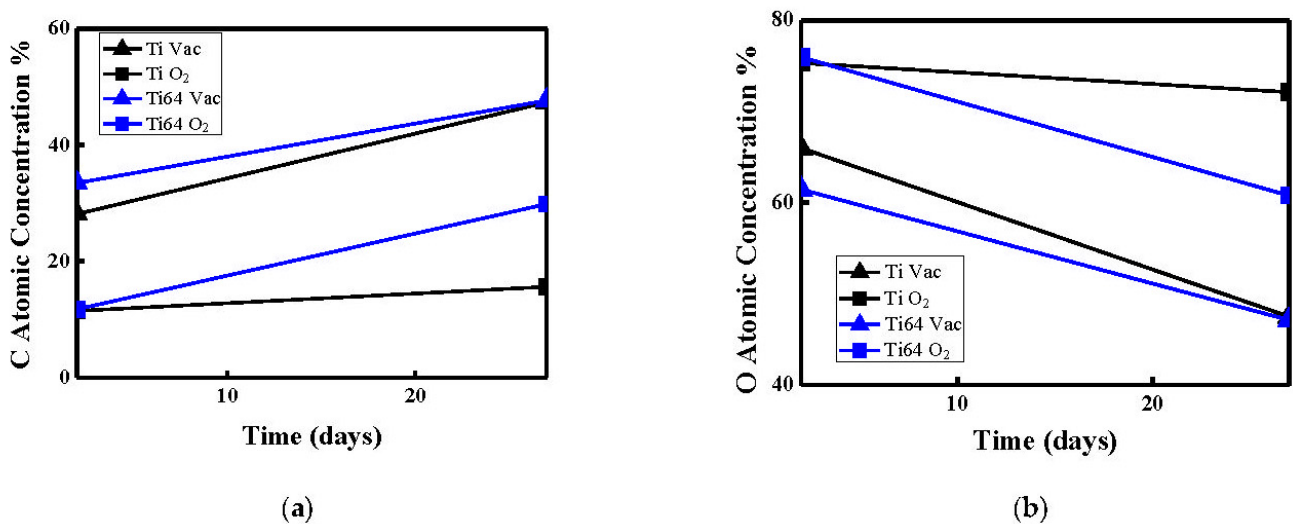 60
40
20
0
C Atomic Concentration %
Ti Vac
Ti O₂
Ti64 Vac
Ti64 O₂
10
20
Time (days)
(a)
80
60
40
O Atomic Concentration %
Ti Vac
Ti O₂
Ti64 Vac
Ti64 O₂
10
20
Time (days)
(b)